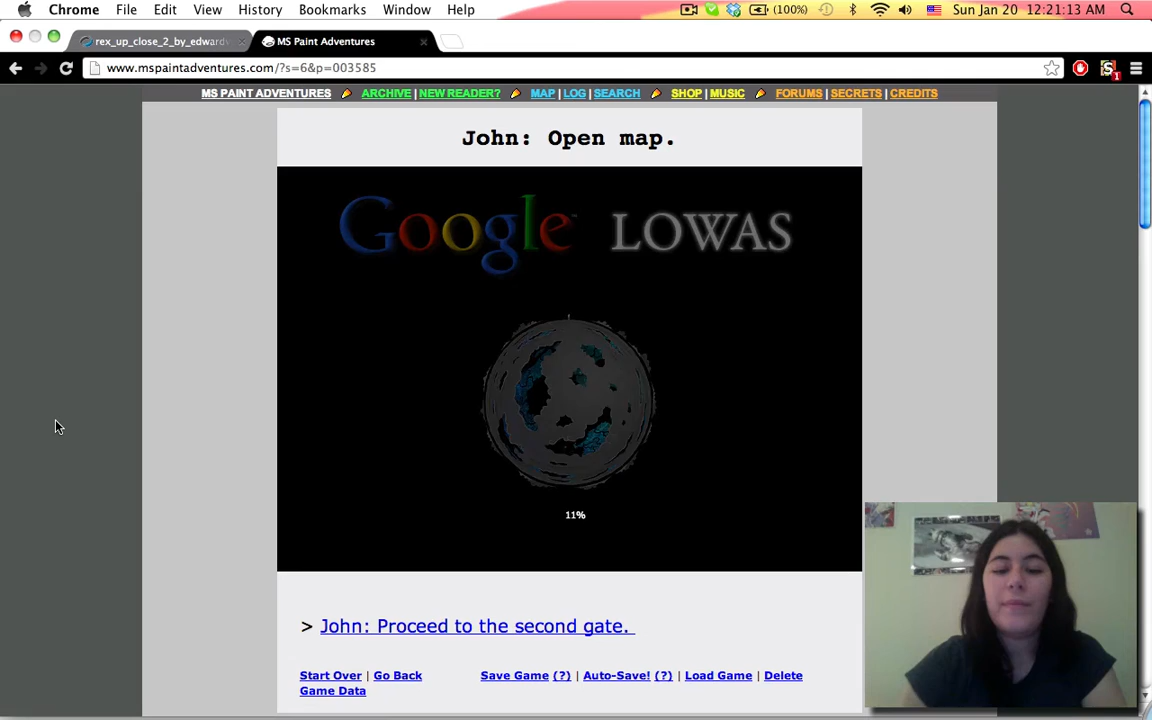 Chrome File Edit View History Bookmarks Window Help (100%) Sun Jan 20 12:21:13 AM
rex_up_close_2_by_edwardv MS Paint Adventures
www.mspaintadventures.com/?s=6&p=003585
MS PAINT ADVENTURES ARCHIVE | NEW READER? MAP | LOG | SEARCH SHOP | MUSIC FORUMS | SECRETS | CREDITS
John: Open map.
Google™ LOWAS
11%
> John: Proceed to the second gate.
Start Over | Go Back Save Game (?) | Auto-Save! (?) | Load Game | Delete
Game Data